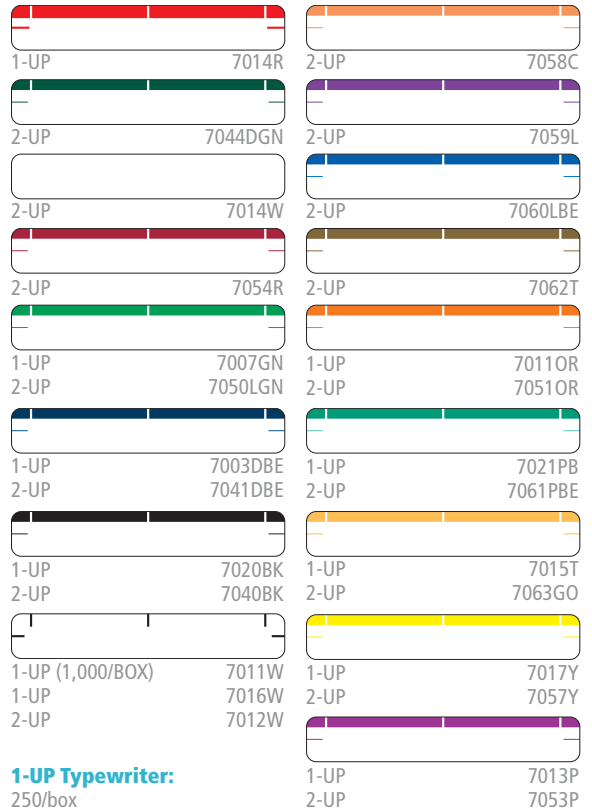 1-UP 7014R
2-UP 7044DGN
2-UP 7014W
2-UP 7054R
1-UP 7007GN
2-UP 7050LGN
1-UP 7003DBE
2-UP 7041DBE
1-UP 7020BK
2-UP 7040BK
1-UP (1,000/BOX) 7011W
1-UP 7016W
2-UP 7012W
1-UP Typewriter:
250/box
2-UP 7058C
2-UP 7059L
2-UP 7060LBE
2-UP 7062T
1-UP 7011OR
2-UP 7051OR
1-UP 7021PB
2-UP 7061PBE
1-UP 7015T
2-UP 7063GO
1-UP 7017Y
2-UP 7057Y
1-UP 7013P
2-UP 7053P